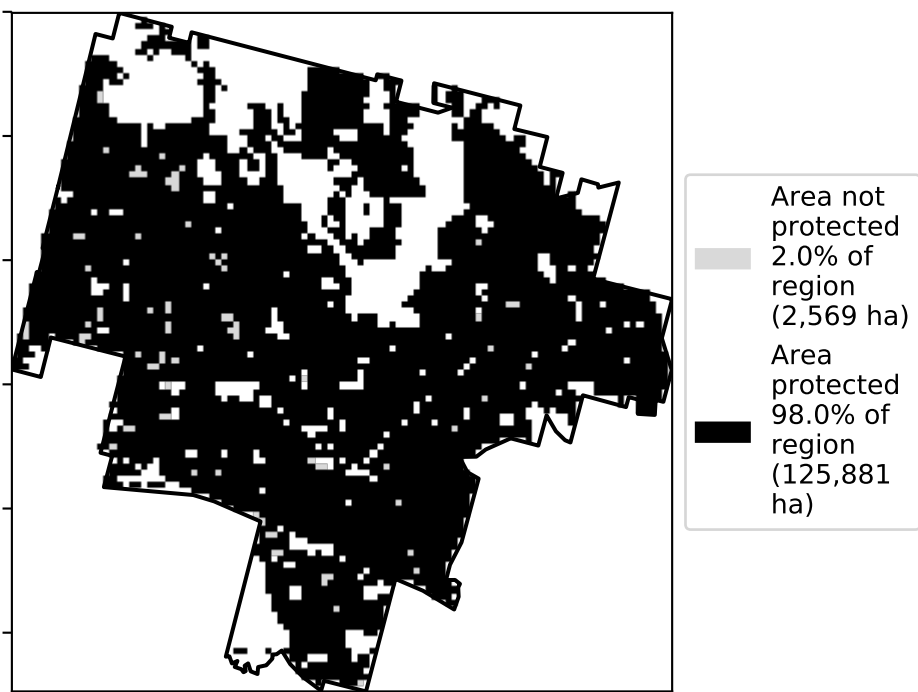 Area not
protected
2.0% of
region
(2,569 ha)
Area
protected
98.0% of
region
(125,881
ha)